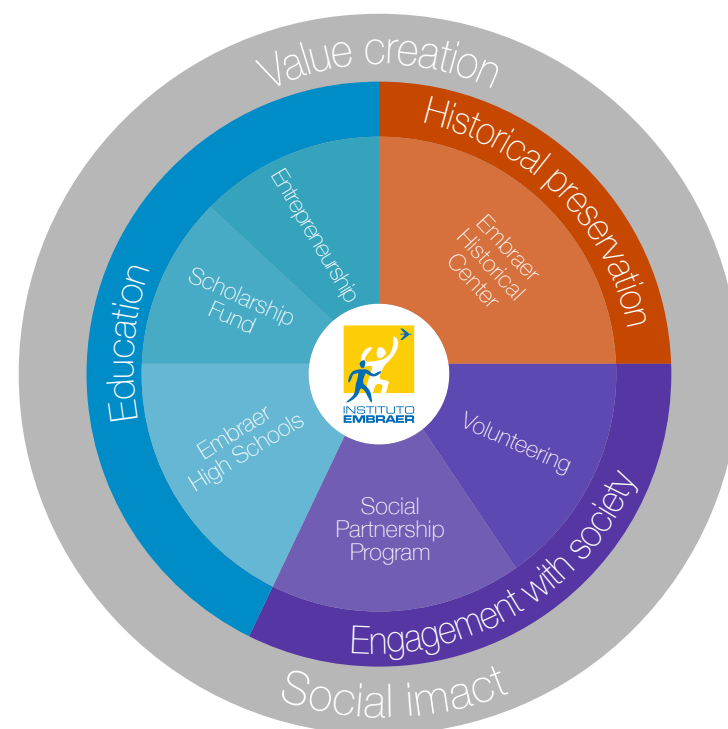 Value creation
Historical preservation
Education
Entrepreneurship
Embraer
Historical
Center
Scholarship
Fund
INSTITUTO
EMBRAER
Embraer
High Schools
Volunteering
Social
Partnership
Program
Engagement with society
Social imact